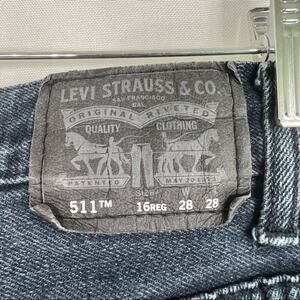 LEVI STRAUSS & CO.
SAN FRANCISCO
CAL
ORIGINAL RIVETED
QUALITY CLOTHING
PATENTED MAY 20 1873
SIZE W L
511™ 16REG 28 28